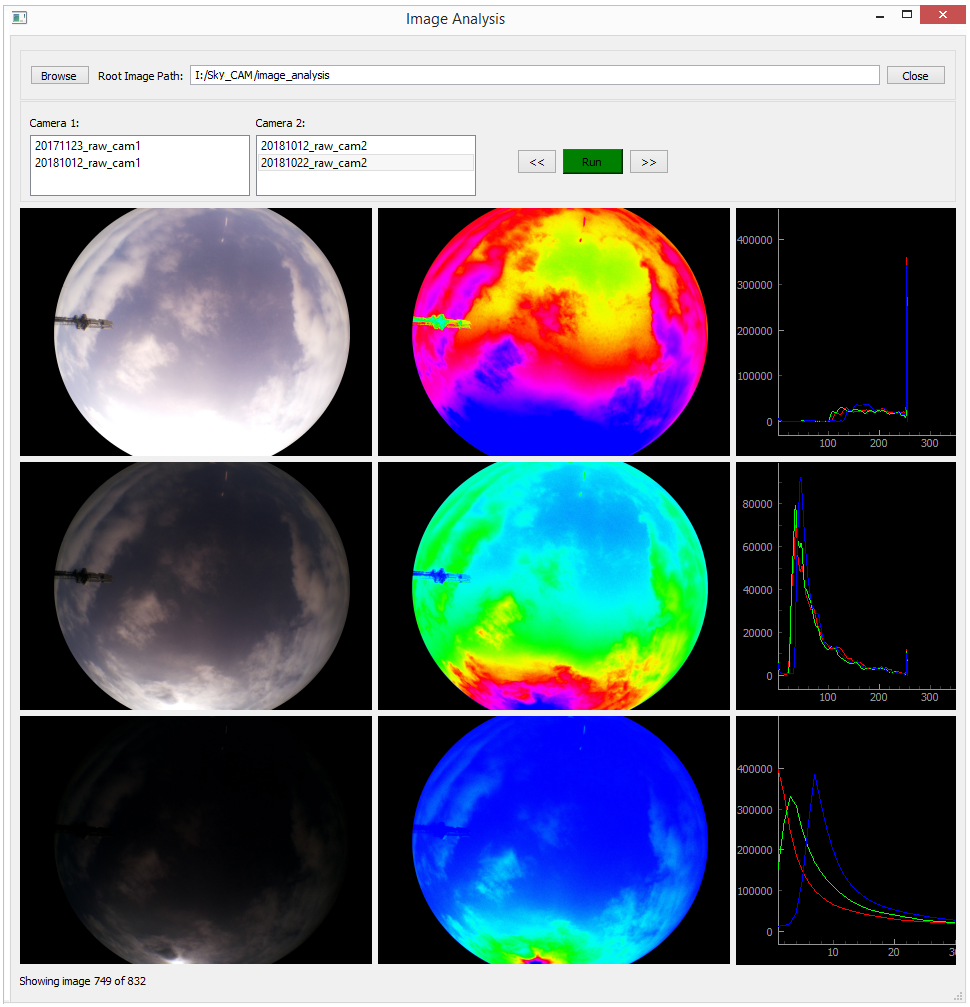 Image Analysis
Browse Root Image Path: I:/Sky_CAM/image_analysis Close
Camera 1: Camera 2:
20171123_raw_cam1 20181012_raw_cam2
20181012_raw_cam1 20181022_raw_cam2
<< Run >>
400000
300000
200000
100000
0
100 200 300
80000
60000
40000
20000
0
100 200 300
400000
300000
200000
100000
0
10 20 30
Showing image 749 of 832